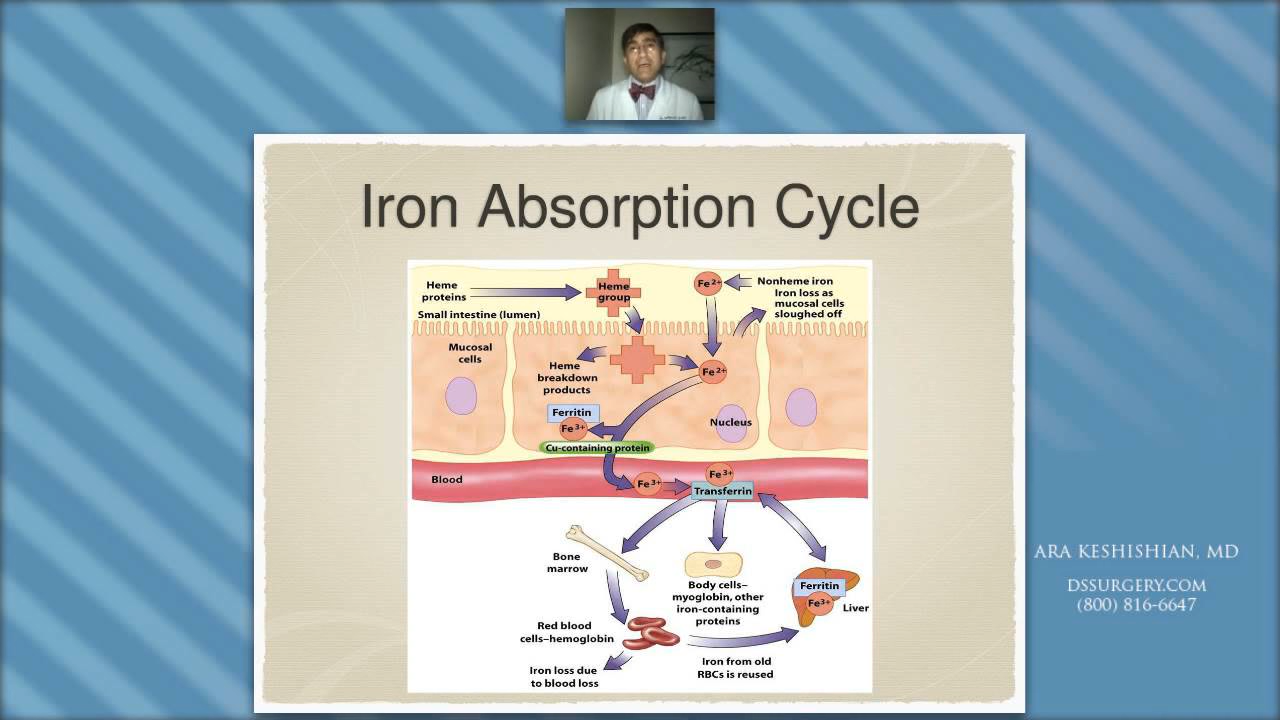 Iron Absorption Cycle
Heme
proteins
Heme
group
Fe2+
Nonheme iron
Iron loss as
mucosal cells
sloughed off
Small intestine (lumen)
Mucosal
cells
Heme
breakdown
products
Fe2+
Ferritin
Fe3+
Nucleus
Cu-containing protein
Blood
Fe3+
Fe3+
Transferrin
Bone
marrow
Body cells–
myoglobin, other
iron-containing
proteins
Ferritin
Fe3+
Liver
Red blood
cells–hemoglobin
Iron loss due
to blood loss
Iron from old
RBCs is reused
ARA KESHISHIAN, MD
DSSURGERY.COM
(800) 816-6647